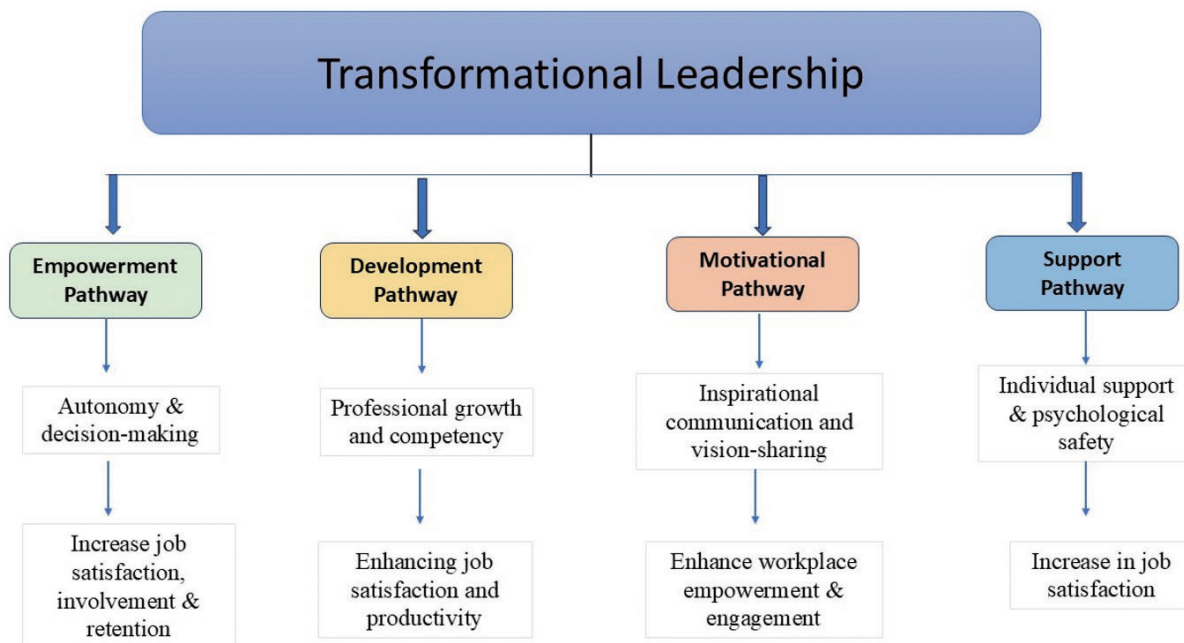 Transformational Leadership
Empowerment
Pathway
Development
Pathway
Motivational
Pathway
Support
Pathway
Autonomy &
decision-making
Professional growth
and competency
Inspirational
communication and
vision-sharing
Individual support
& psychological
safety
Increase job
satisfaction,
involvement &
retention
Enhancing job
satisfaction and
productivity
Enhance workplace
empowerment &
engagement
Increase in job
satisfaction